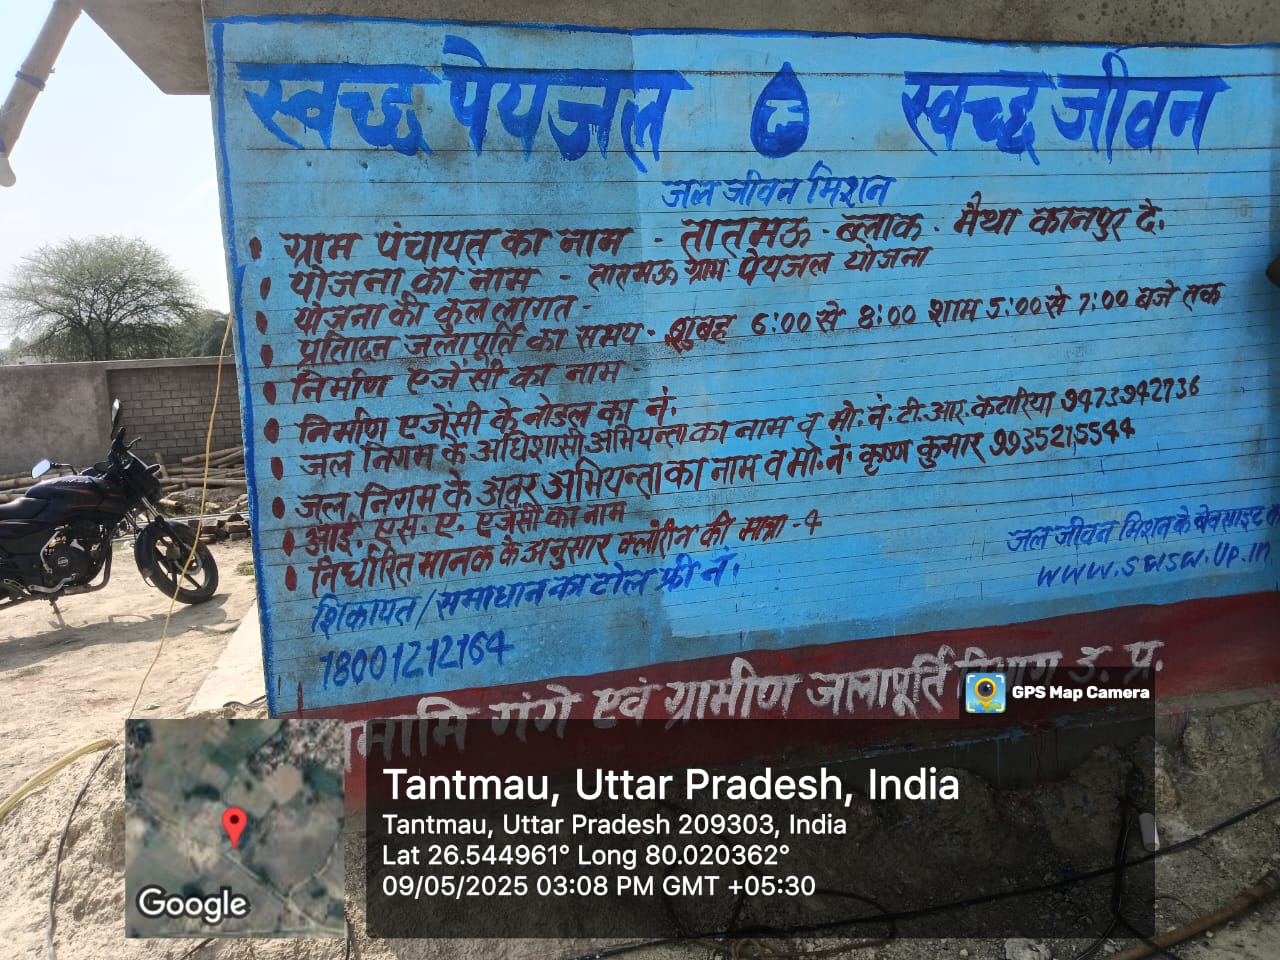 स्वच्छ पेयजल स्वच्छ जीवन
जल जीवन मिशन
• ग्राम पंचायत का नाम - तातमऊ - ब्लाक - मैथा कानपुर दे.
• योजना का नाम - तातमऊ ग्राम पेयजल योजना
• योजना की कुल लागत -
• प्रतिदिन जलापूर्ति का समय - शुबह 6:00 से 8:00 शाम 5:00 से 7:00 बजे तक
• निर्माण एजेंसी का नाम -
• निर्माण एजेंसी के नोडल का नं.
• जल निगम के अधिशासी अभियन्ता का नाम व मो. नं. टी. आर. केटारिया 9473942736
• जल निगम के अवर अभियन्ता का नाम व मो. नं. कृष्ण कुमार 9935215544
• आई. एस. ए. एजेंसी का नाम
• निर्धारित मानक के अनुसार क्लोरीन की मात्रा - 4
शिकायत/समाधान का टोल फ्री नं.
18001212164
जल जीवन मिशन के बेवसाइट
www.swsw.up.in
नमामि गंगे एवं ग्रामीण जलापूर्ति विभाग उ. प्र.
GPS Map Camera
Tantmau, Uttar Pradesh, India
Tantmau, Uttar Pradesh 209303, India
Lat 26.544961° Long 80.020362°
09/05/2025 03:08 PM GMT +05:30
Google